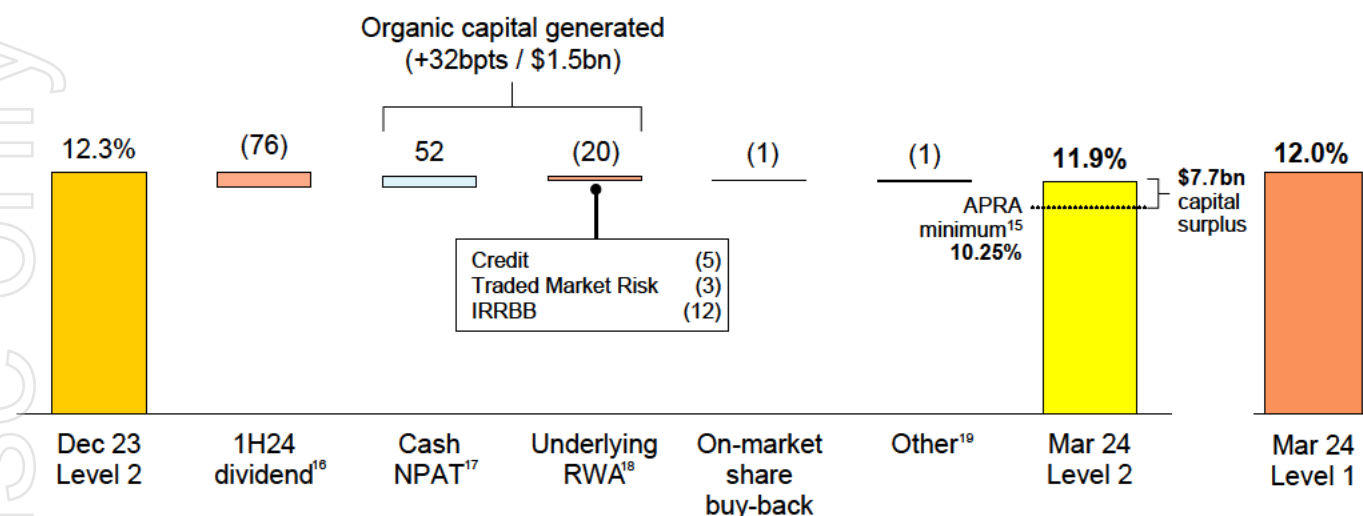 Organic capital generated
(+32bpts / $1.5bn)
12.3%
(76)
52
(20)
(1)
(1)
11.9%
12.0%
$7.7bn
capital
surplus
APRA
minimum¹⁵
10.25%
Credit (5)
Traded Market Risk (3)
IRRBB (12)
Dec 23
Level 2
1H24
dividend¹⁶
Cash
NPAT¹⁷
Underlying
RWA¹⁸
On-market
share
buy-back
Other¹⁹
Mar 24
Level 2
Mar 24
Level 1
only